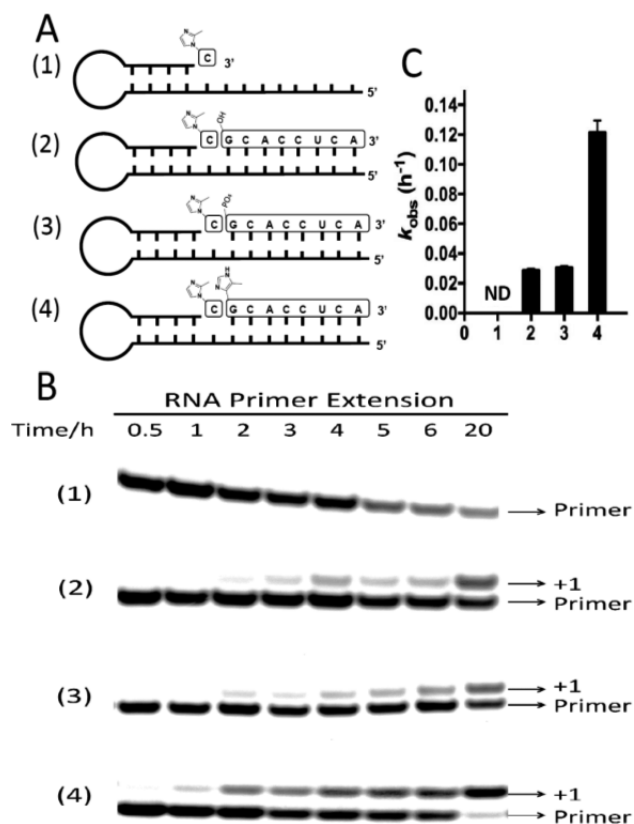 A
(1)
N
N
C
3'
5'
(2)
N
N
OH
C G C A C C U C A
3'
5'
(3)
N
N
PO₄
C G C A C C U C A
3'
5'
(4)
N
N
H
N
N
C G C A C C U C A
3'
5'
C
kobs (h⁻¹)
0.14
0.12
0.10
0.08
0.06
0.04
0.02
0.00
ND
0 1 2 3 4
B
RNA Primer Extension
Time/h 0.5 1 2 3 4 5 6 20
(1)
Primer
(2)
+1
Primer
(3)
+1
Primer
(4)
+1
Primer